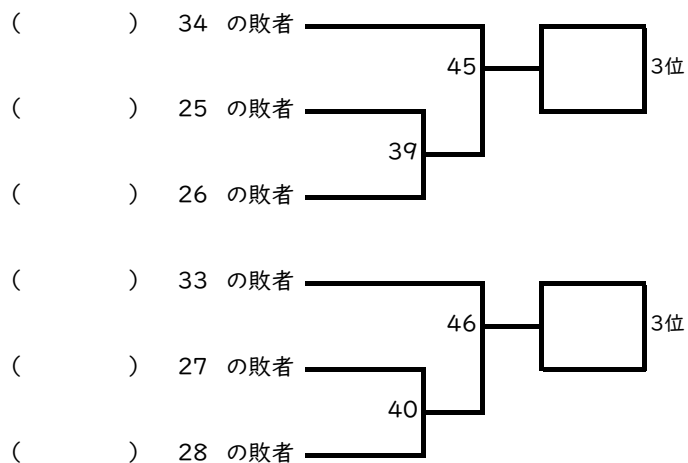 ( ) 34 の敗者
45
3位
( ) 25 の敗者
39
( ) 26 の敗者
( ) 33 の敗者
46
3位
( ) 27 の敗者
40
( ) 28 の敗者